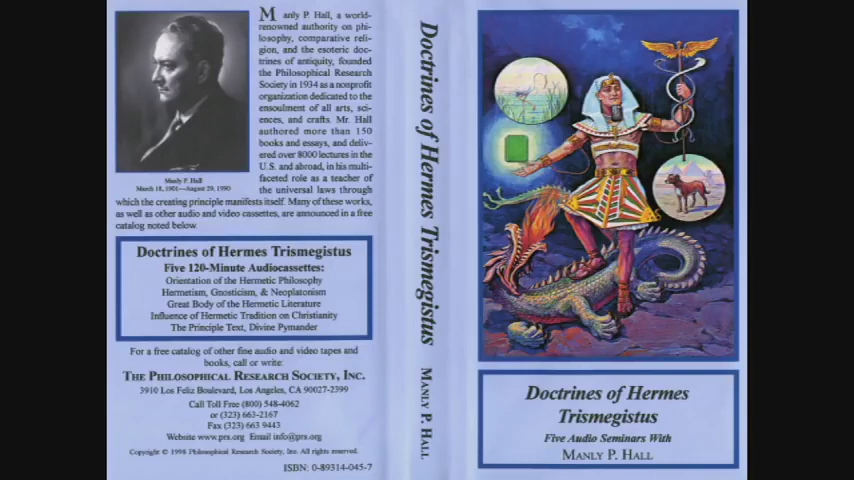 Manly P. Hall, a world-
renowned authority on phi-
losophy, comparative reli-
gion, and the esoteric doc-
trines of antiquity, founded
the Philosophical Research
Society in 1934 as a nonprofit
organization dedicated to the
ensoulment of all arts, sci-
ences, and crafts. Mr. Hall
authored more than 150
books and essays, and deliv-
ered over 8000 lectures in the
U.S. and abroad, in his multi-
faceted role as a teacher of
the universal laws through
which the creating principle manifests itself. Many of these works,
as well as other audio and video cassettes, are announced in a free
catalog noted below
Manly P. Hall
March 18, 1901—August 29, 1990
Doctrines of Hermes Trismegistus
Five 120-Minute Audiocassettes:
Orientation of the Hermetic Philosophy
Hermetism, Gnosticism, & Neoplatonism
Great Body of the Hermetic Literature
Influence of Hermetic Tradition on Christianity
The Principle Text, Divine Pymander
For a free catalog of other fine audio and video tapes and
books, call or write:
THE PHILOSOPHICAL RESEARCH SOCIETY, INC.
3910 Los Feliz Boulevard, Los Angeles, CA 90027-2399
Call Toll Free (800) 548-4062
or (323) 663-2167
Fax (323) 663 9443
Website www.prs.org Email info@prs.org
Copyright © 1998 Philosophical Research Society, Inc. All rights reserved.
ISBN: 0-89314-045-7
Doctrines of Hermes Trismegistus MANLY P. HALL
Doctrines of Hermes
Trismegistus
Five Audio Seminars With
MANLY P. HALL